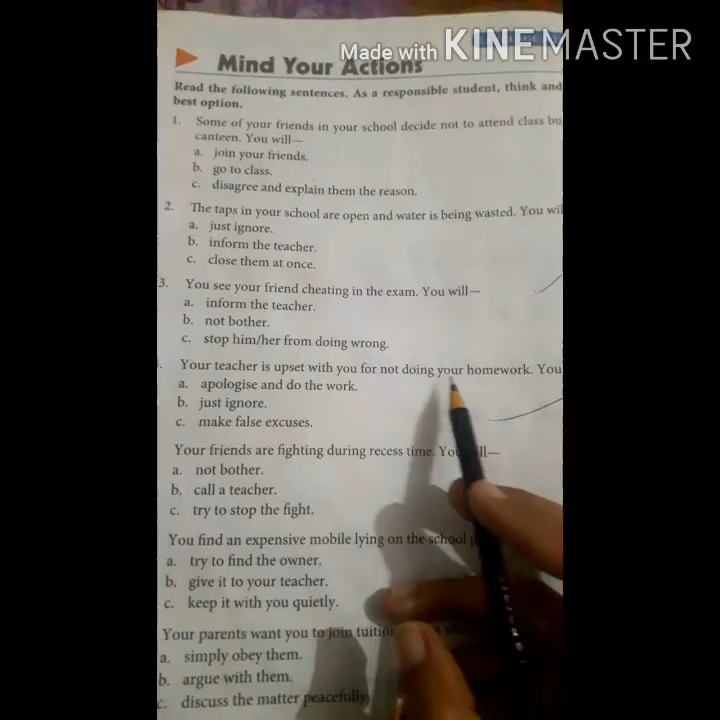 Made with KINEMASTER
Mind Your Actions
Read the following sentences. As a responsible student, think and
best option.
1. Some of your friends in your school decide not to attend class bu
canteen. You will—
a. join your friends.
b. go to class.
c. disagree and explain them the reason.
2. The taps in your school are open and water is being wasted. You wil
a. just ignore.
b. inform the teacher.
c. close them at once.
3. You see your friend cheating in the exam. You will—
a. inform the teacher.
b. not bother.
c. stop him/her from doing wrong.
Your teacher is upset with you for not doing your homework. You
a. apologise and do the work.
b. just ignore.
c. make false excuses.
Your friends are fighting during recess time. You ll—
a. not bother.
b. call a teacher.
c. try to stop the fight.
You find an expensive mobile lying on the school
a. try to find the owner.
b. give it to your teacher.
c. keep it with you quietly.
Your parents want you to join tuition
a. simply obey them.
b. argue with them.
c. discuss the matter peacefully